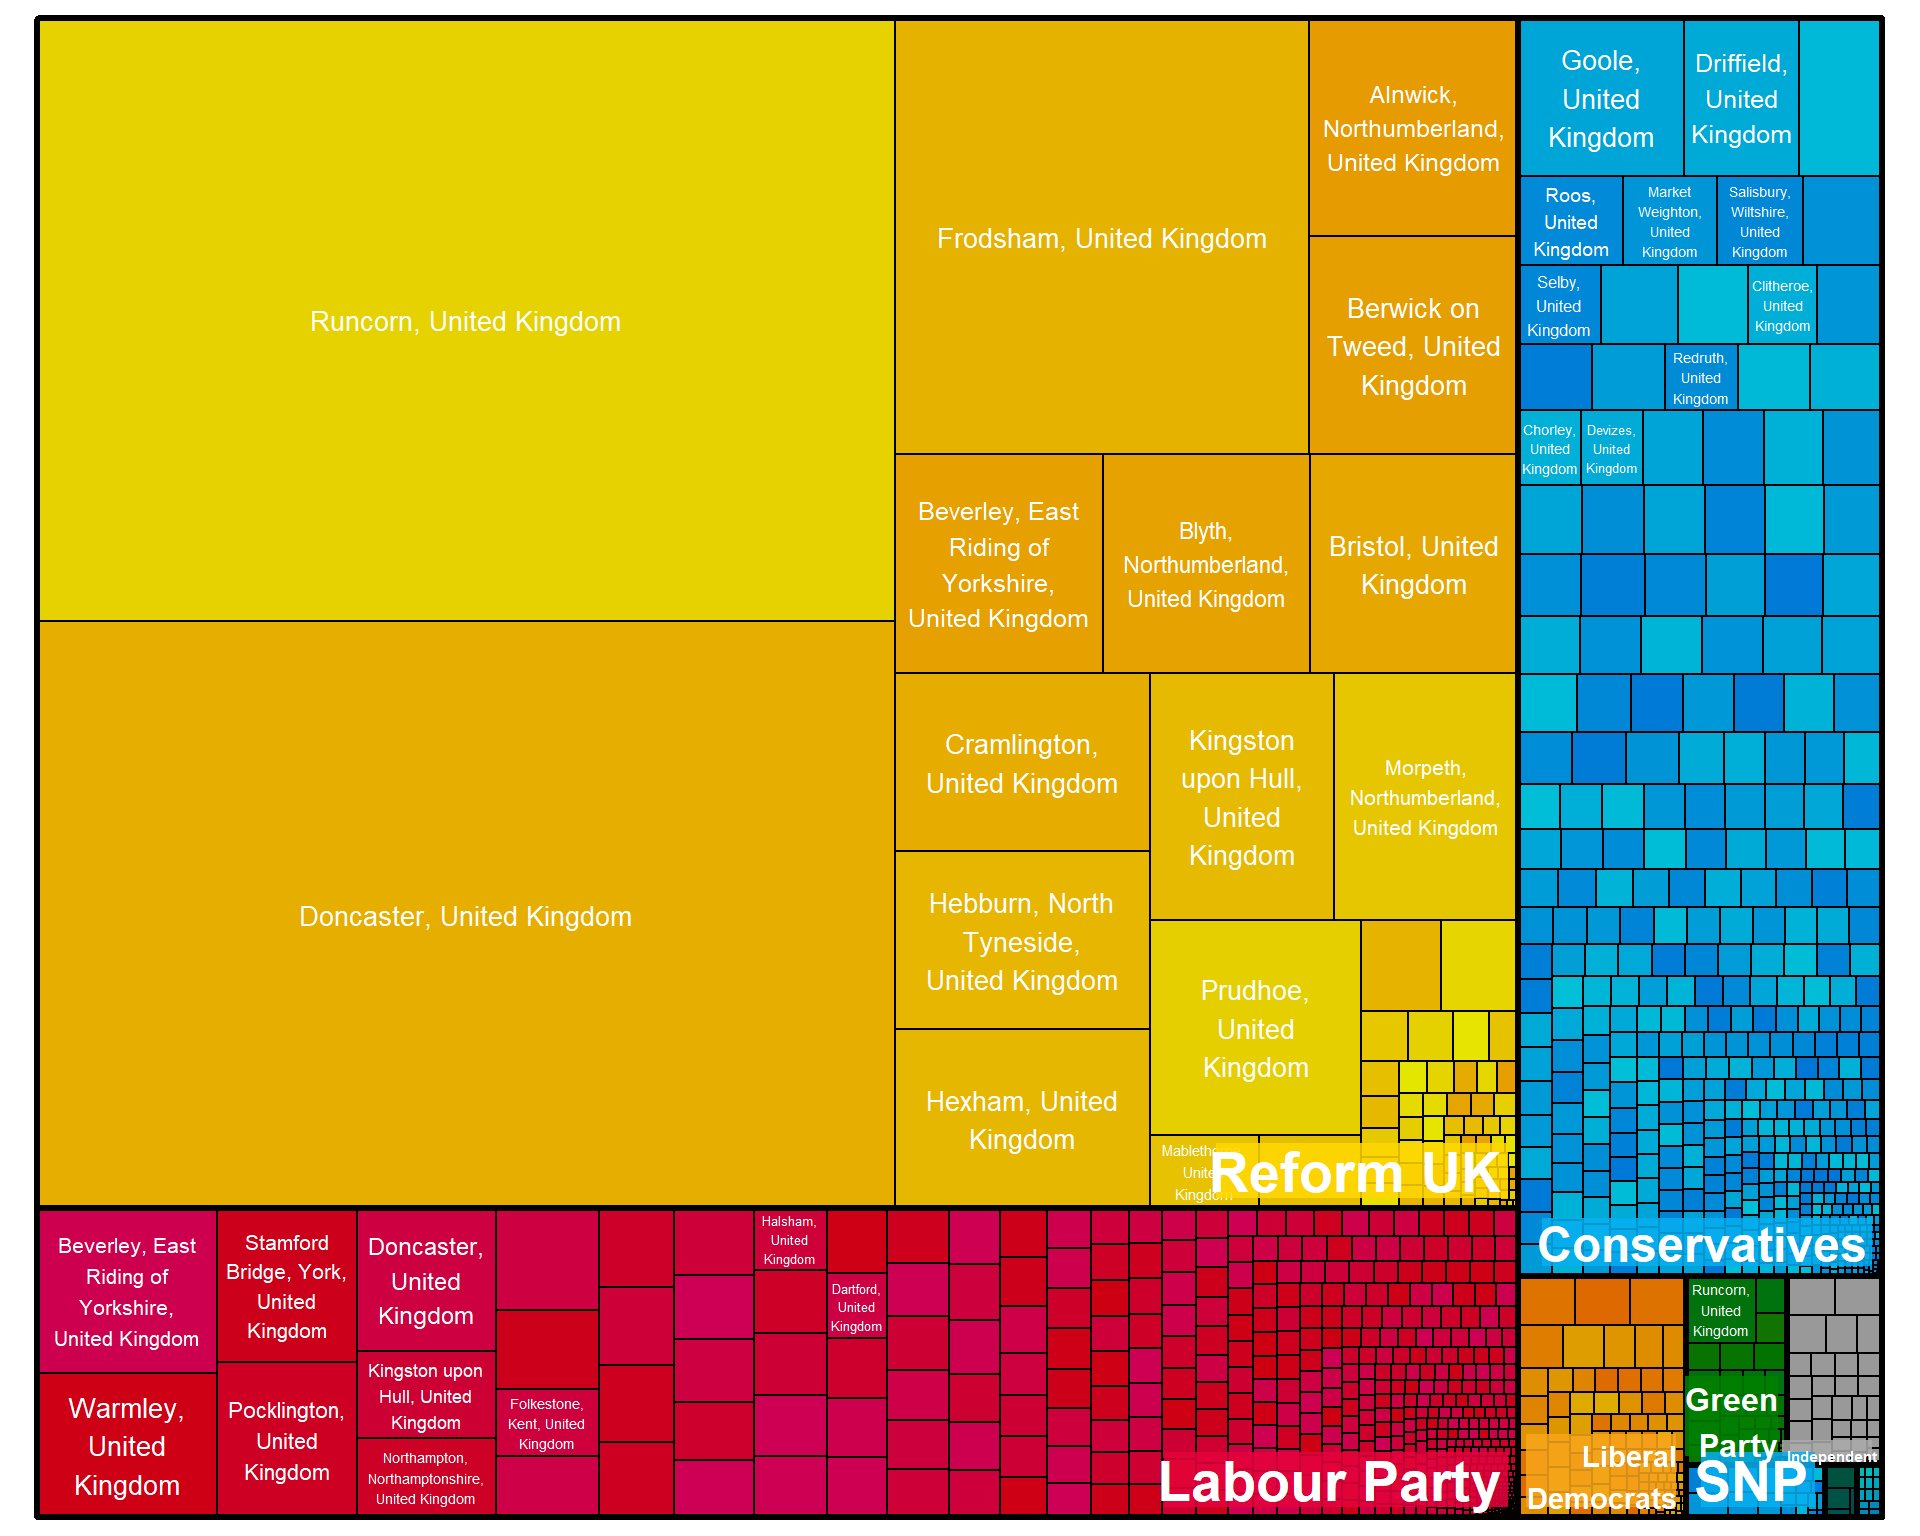 Runcorn, United Kingdom
Doncaster, United Kingdom
Frodsham, United Kingdom
Alnwick,
Northumberland,
United Kingdom
Berwick on
Tweed, United
Kingdom
Beverley, East
Riding of
Yorkshire,
United Kingdom
Blyth,
Northumberland,
United Kingdom
Bristol, United
Kingdom
Cramlington,
United Kingdom
Hebburn, North
Tyneside,
United Kingdom
Hexham, United
Kingdom
Kingston
upon Hull,
United
Kingdom
Morpeth,
Northumberland,
United Kingdom
Prudhoe,
United
Kingdom
United
Kingdom
Reform UK
Goole,
United
Kingdom
Driffield,
United
Kingdom
Roos,
United
Kingdom
Market
Weighton,
United
Kingdom
Salisbury,
Wiltshire,
United
Kingdom
Selby,
United
Kingdom
Clitheroe,
United
Kingdom
Redruth,
United
Kingdom
Chorley,
United
Kingdom
Devizes,
United
Kingdom
Conservatives
Beverley, East
Riding of
Yorkshire,
United Kingdom
Warmley,
United
Kingdom
Stamford
Bridge, York,
United
Kingdom
Pocklington,
United
Kingdom
Doncaster,
United
Kingdom
Kingston upon
Hull, United
Kingdom
Northampton,
Northamptonshire,
United Kingdom
Folkestone,
Kent, United
Kingdom
Halsham,
United
Kingdom
Dartford,
United
Kingdom
Labour Party
Liberal
Democrats
Runcorn,
United
Kingdom
Green
Party
Independent
SNP